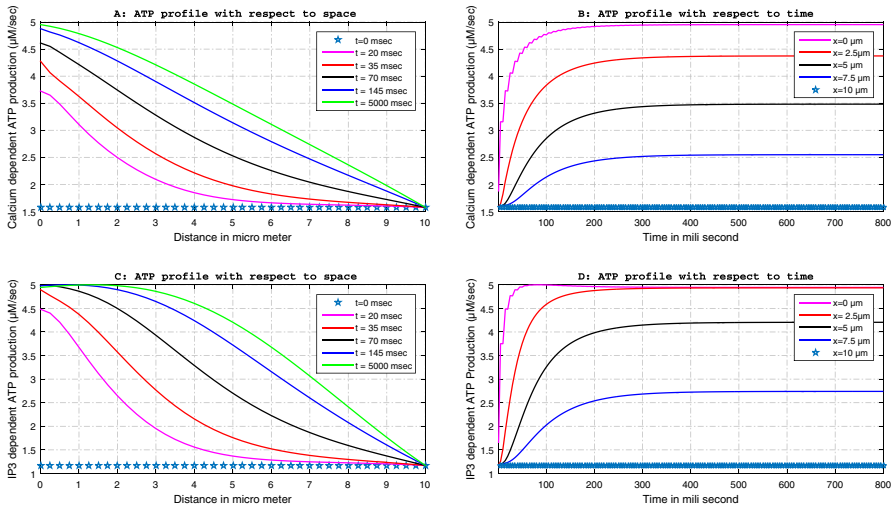 A: ATP profile with respect to space
Calcium dependent ATP production (µM/sec)
5
4.5
4
3.5
3
2.5
2
1.5
0 1 2 3 4 5 6 7 8 9 10
Distance in micro meter
t=0 msec
t = 20 msec
t = 35 msec
t = 70 msec
t = 145 msec
t = 5000 msec
B: ATP profile with respect to time
Calcium dependent ATP production (µM/sec)
5
4.5
4
3.5
3
2.5
2
1.5
100 200 300 400 500 600 700 800
Time in mili second
x=0 µm
x= 2.5µm
x=5 µm
x=7.5 µm
x=10 µm
C: ATP profile with respect to space
IP3 dependent ATP production (µM/sec)
5
4.5
4
3.5
3
2.5
2
1.5
1
0 1 2 3 4 5 6 7 8 9 10
Distance in micro meter
t=0 msec
t = 20 msec
t = 35 msec
t = 70 msec
t = 145 msec
t = 5000 msec
D: ATP profile with respect to time
IP3 dependent ATP Production (µM/sec)
5
4.5
4
3.5
3
2.5
2
1.5
1
100 200 300 400 500 600 700 800
Time in mili second
x=0 µm
x= 2.5µm
x=5 µm
x=7.5 µm
x=10 µm